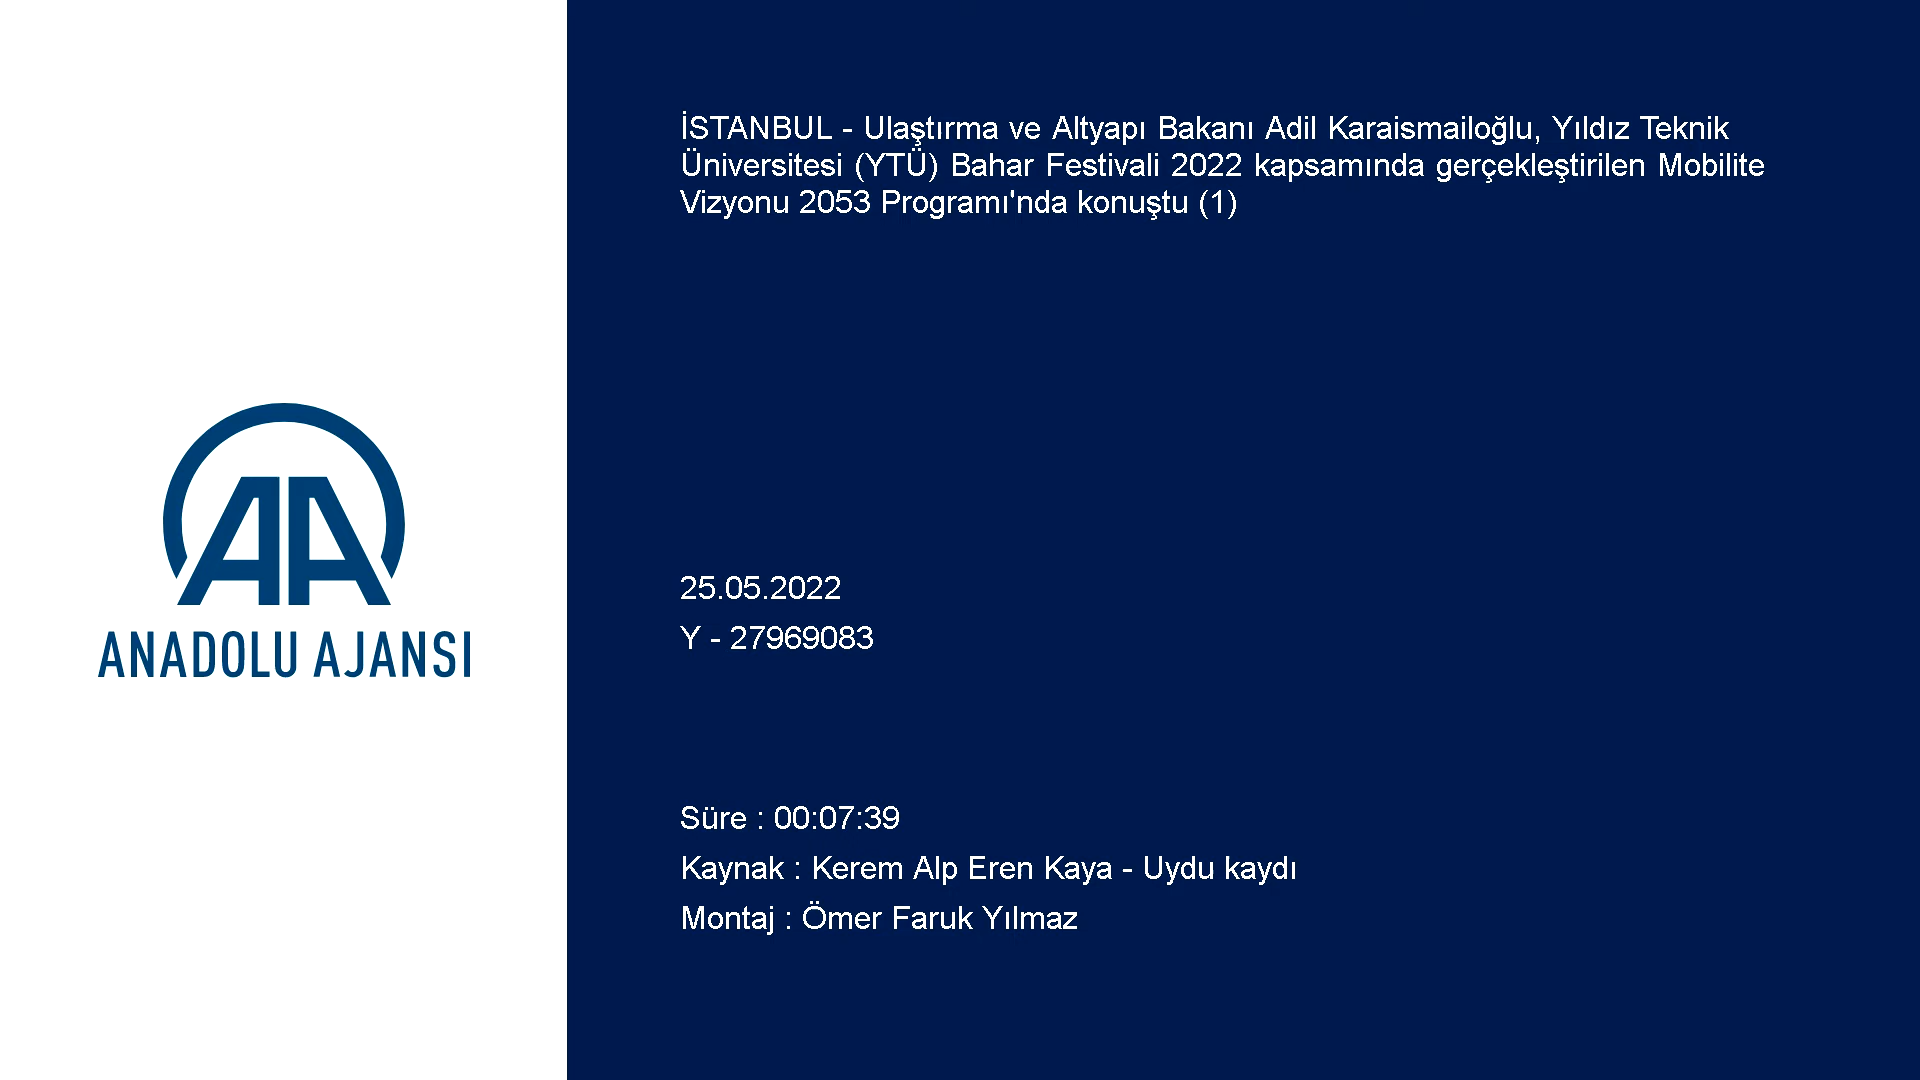 İSTANBUL - Ulaştırma ve Altyapı Bakanı Adil Karaismailoğlu, Yıldız Teknik
Üniversitesi (YTÜ) Bahar Festivali 2022 kapsamında gerçekleştirilen Mobilite
Vizyonu 2053 Programı'nda konuştu (1)
AA
ANADOLU AJANSI
25.05.2022
Y - 27969083
Süre : 00:07:39
Kaynak : Kerem Alp Eren Kaya - Uydu kaydı
Montaj : Ömer Faruk Yılmaz